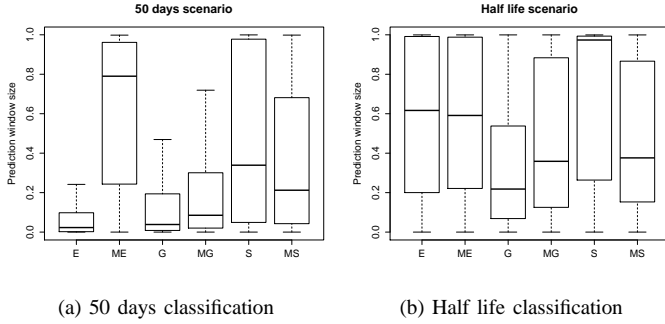 50 days scenario
Prediction window size
0.0 0.2 0.4 0.6 0.8 1.0
E ME G MG S MS
(a) 50 days classification
Half life scenario
Prediction window size
0.0 0.2 0.4 0.6 0.8 1.0
E ME G MG S MS
(b) Half life classification